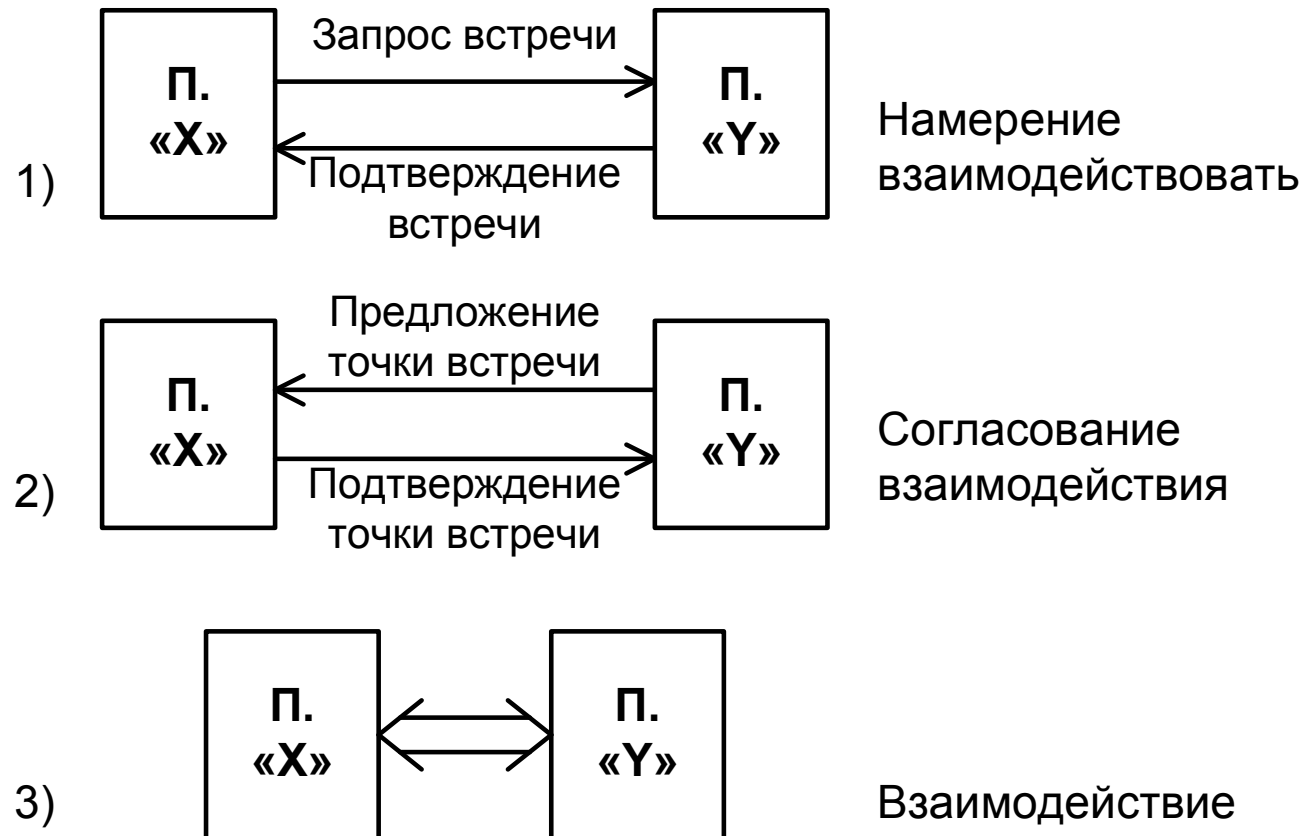 1)
П.
«X»
Запрос встречи
Подтверждение
встречи
П.
«Y»
Намерение
взаимодействовать
2)
П.
«X»
Предложение
точки встречи
Подтверждение
точки встречи
П.
«Y»
Согласование
взаимодействия
3)
П.
«X»
П.
«Y»
Взаимодействие